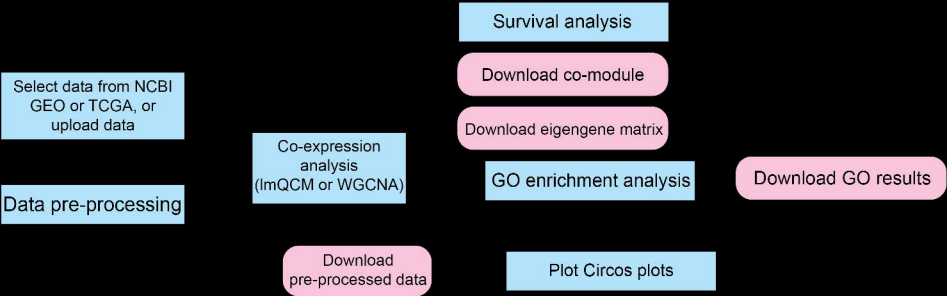 Survival analysis
Download co-module
Select data from NCBI
GEO or TCGA, or
upload data
Download eigengene matrix
Co-expression
analysis
(lmQCM or WGCNA)
GO enrichment analysis
Download GO results
Data pre-processing
Download
pre-processed data
Plot Circos plots